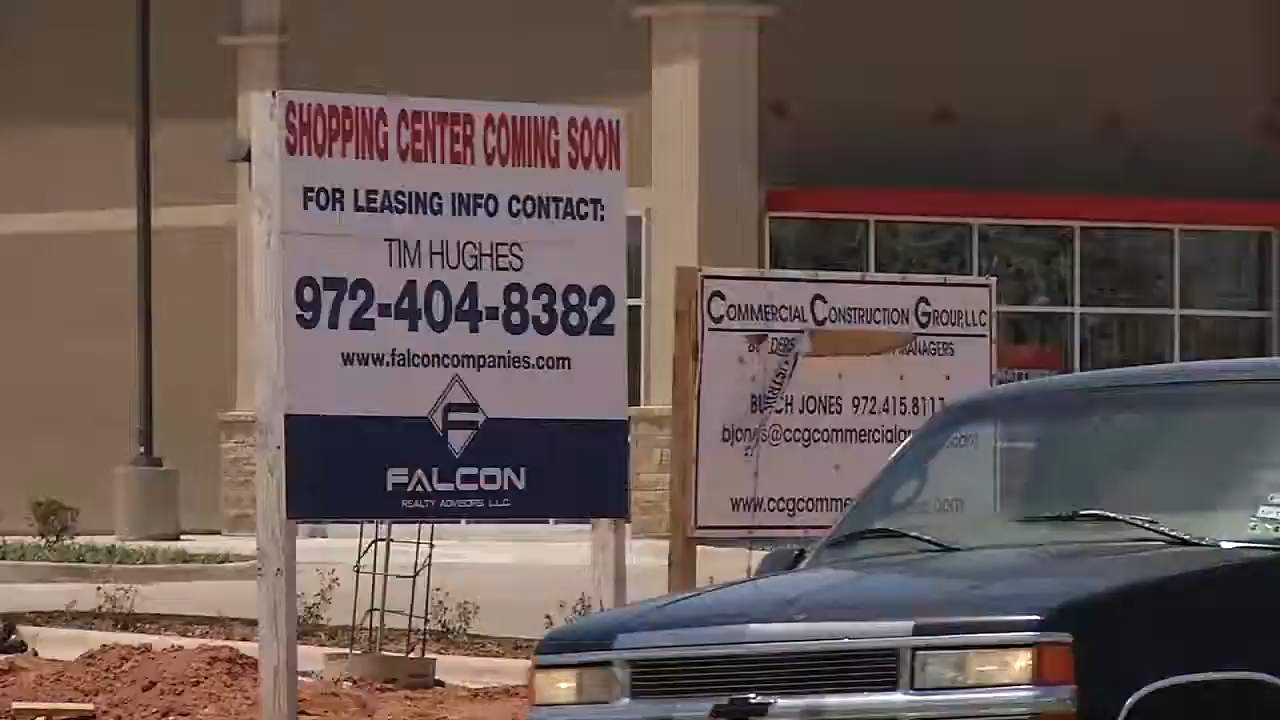 SHOPPING CENTER COMING SOON
FOR LEASING INFO CONTACT:
TIM HUGHES
972-404-8382
www.falconcompanies.com
F
FALCON
REALTY ADVISORS, LLC.
COMMERCIAL CONSTRUCTION GROUP, LLC
MANAGERS
JONES 972.415.811
www.ccgcomme